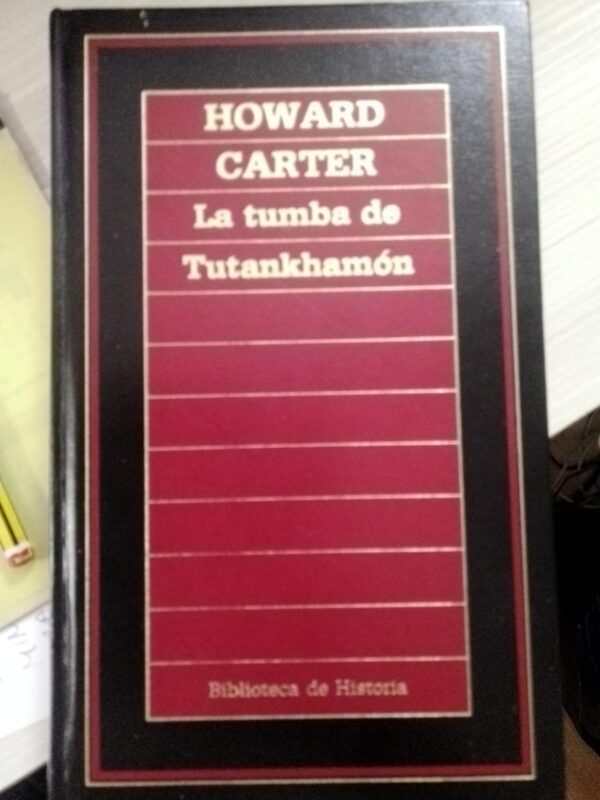 HOWARD
CARTER
La tumba de
Tutankhamón
Biblioteca de Historia